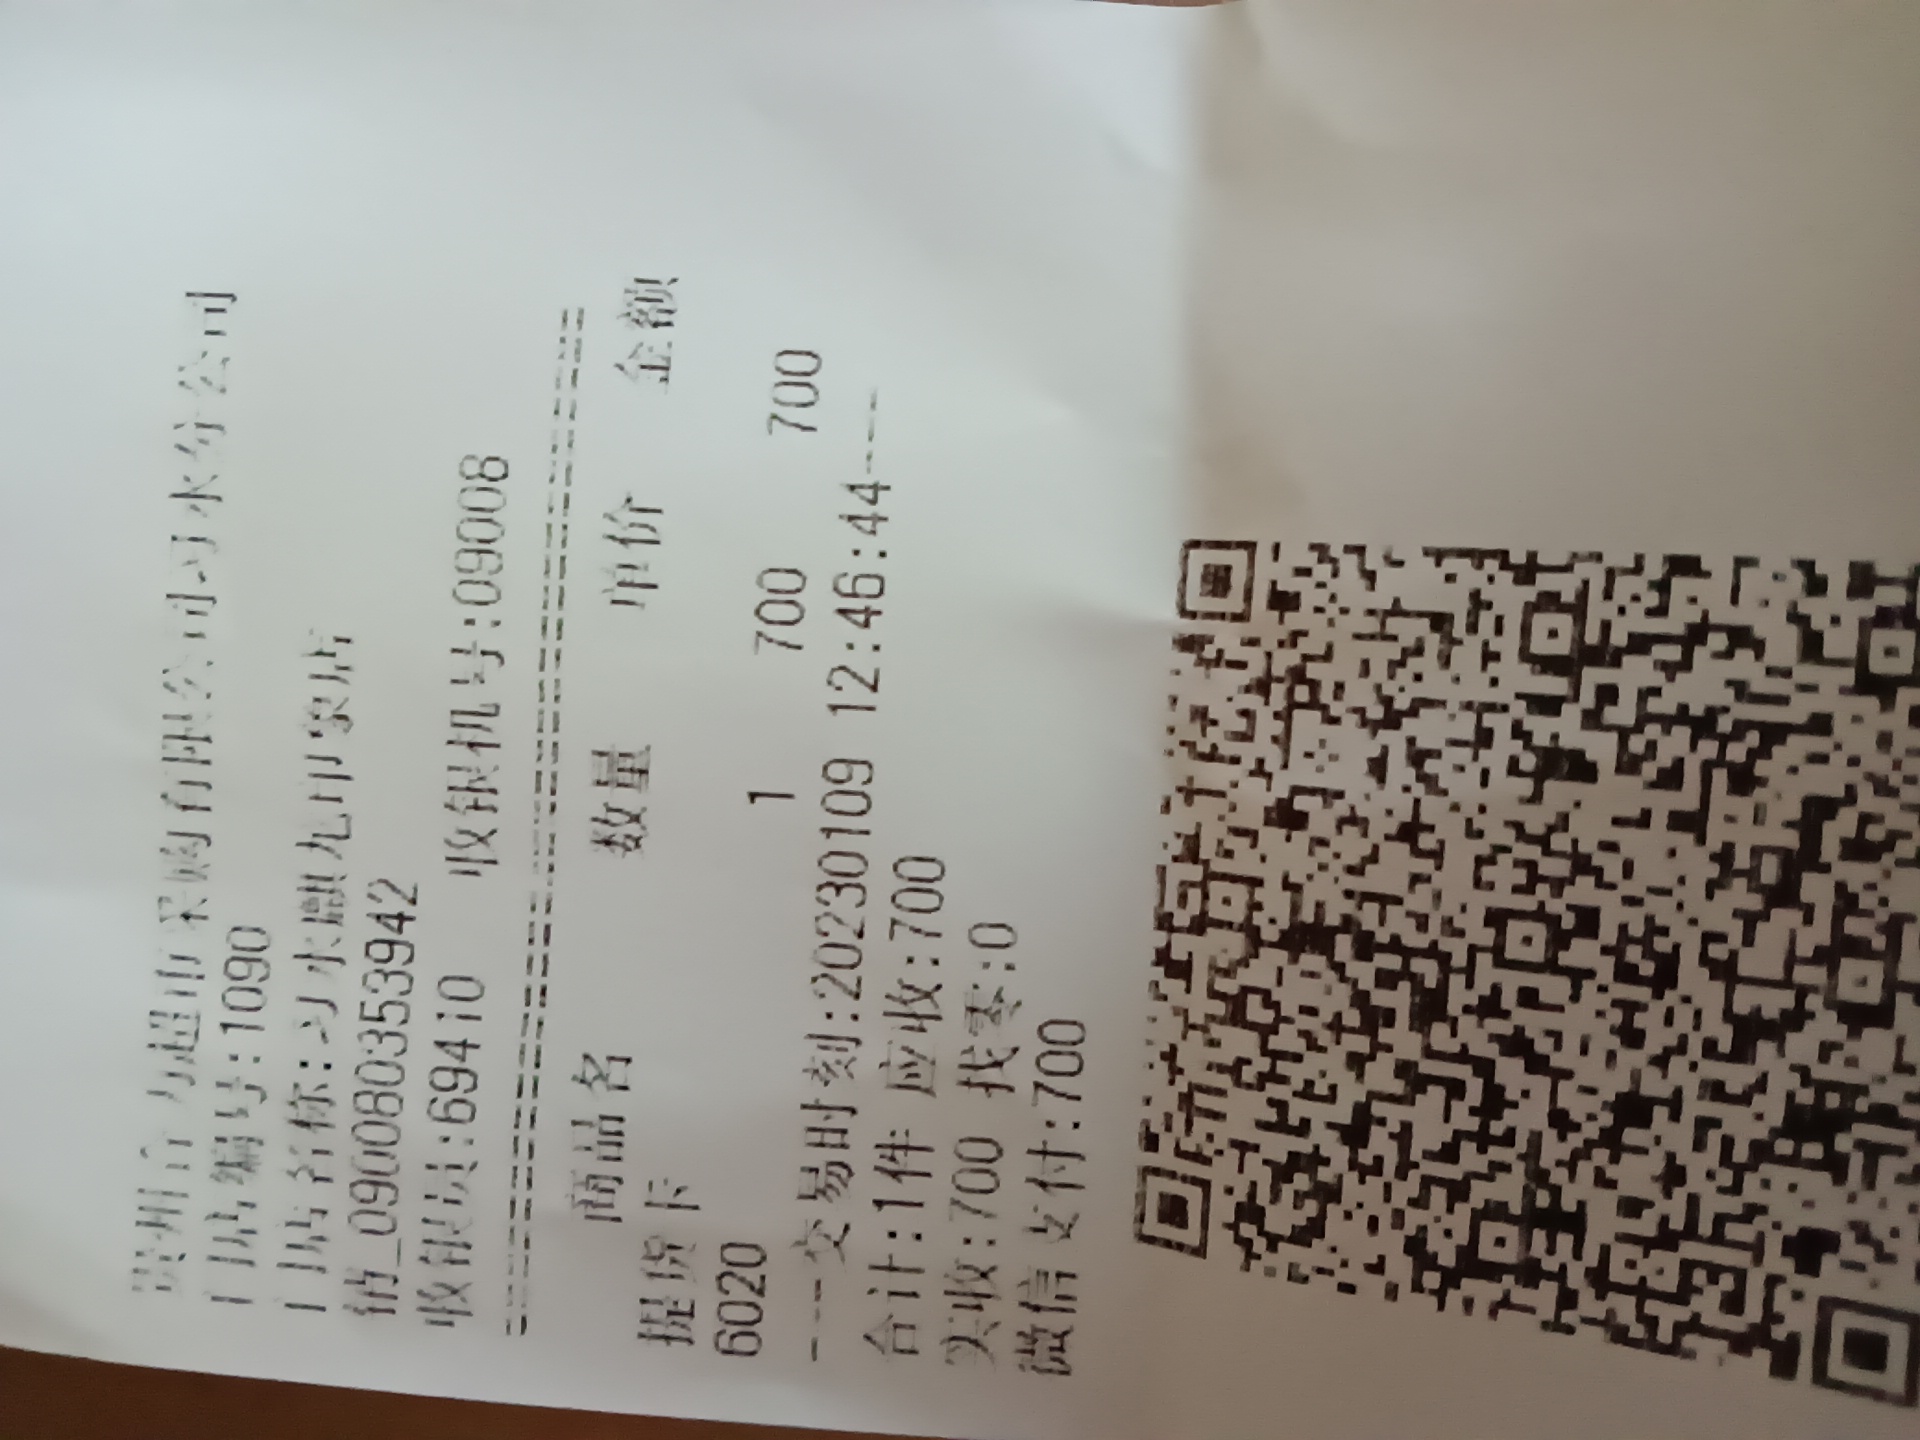 贵州合力超市采购有限公司习水分公司
门店编号:1090
门店名称:习水麒九印象店
销_0900803539​42
收银员:69410 收银机号:09008
================================
商品名 数量 单价 金额
提货卡
6020 1 700 700
---交易时刻:20230109 12:46:44----
合计:1件 应收:700
实收:700 找零:0
微信支付:700